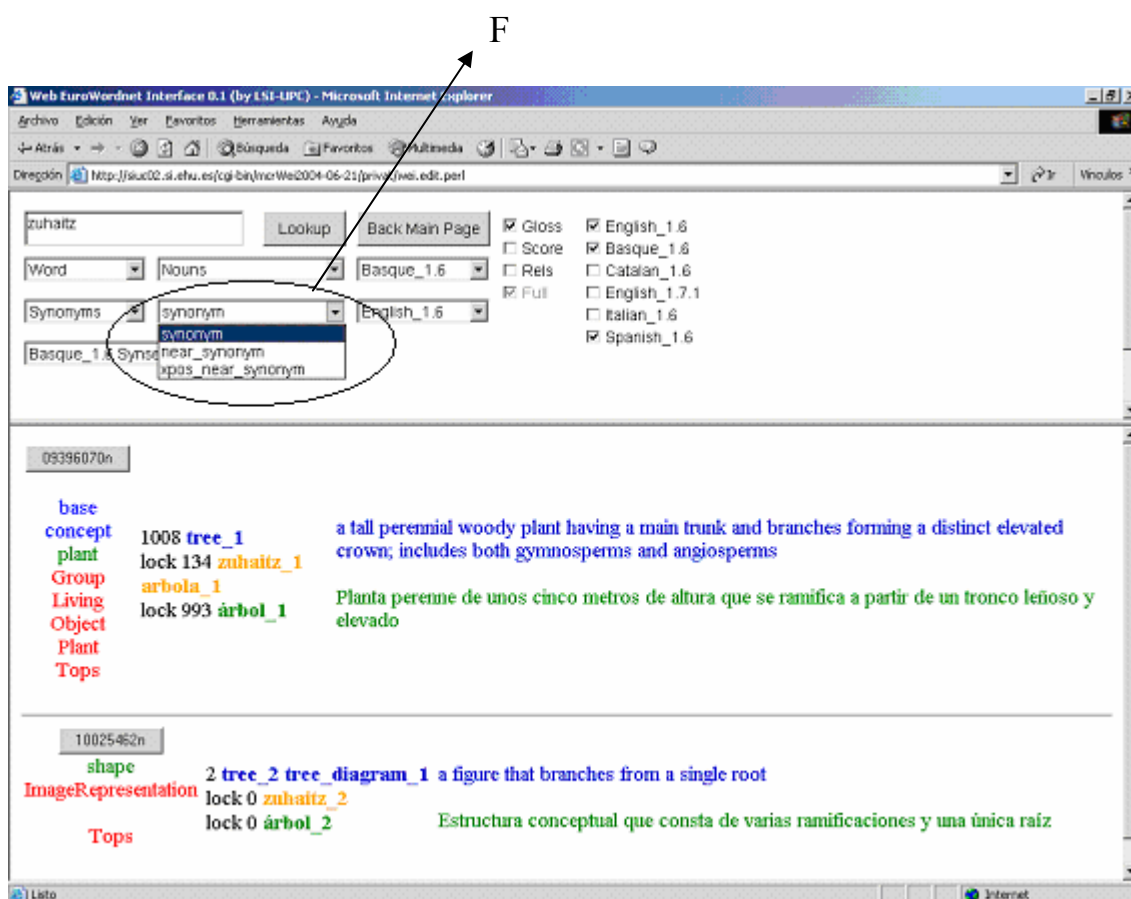 F
Web EuroWordnet Interface 0.1 (by LSI-UPC) - Microsoft Internet Explorer
Archivo Edición Ver Favoritos Herramientas Ayuda
Atrás Búsqueda Favoritos Multimedia
Dirección http://siuc02.si.ehu.es/cgi-bin/mcrWei2004-06-21/privat/wei.edit.perl Ir Vínculos
zuhaitz Lookup Back Main Page Gloss English_1.6
Score Basque_1.6
Word Nouns Basque_1.6 Rels Catalan_1.6
Full English_1.7.1
Synonyms synonym English_1.6 Italian_1.6
synonym Spanish_1.6
Basque_1.6 Synse near_synonym
xpos_near_synonym
09396070n
base
concept
plant
Group
Living
Object
Plant
Tops
1008 tree_1
lock 134 zuhaitz_1
arbola_1
lock 993 árbol_1
a tall perennial woody plant having a main trunk and branches forming a distinct elevated
crown; includes both gymnosperms and angiosperms
Planta perenne de unos cinco metros de altura que se ramifica a partir de un tronco leñoso y
elevado
10025462n
shape
ImageRepresentation
Tops
2 tree_2 tree_diagram_1 a figure that branches from a single root
lock 0 zuhaitz_2
lock 0 árbol_2 Estructura conceptual que consta de varias ramificaciones y una única raíz
Listo Internet